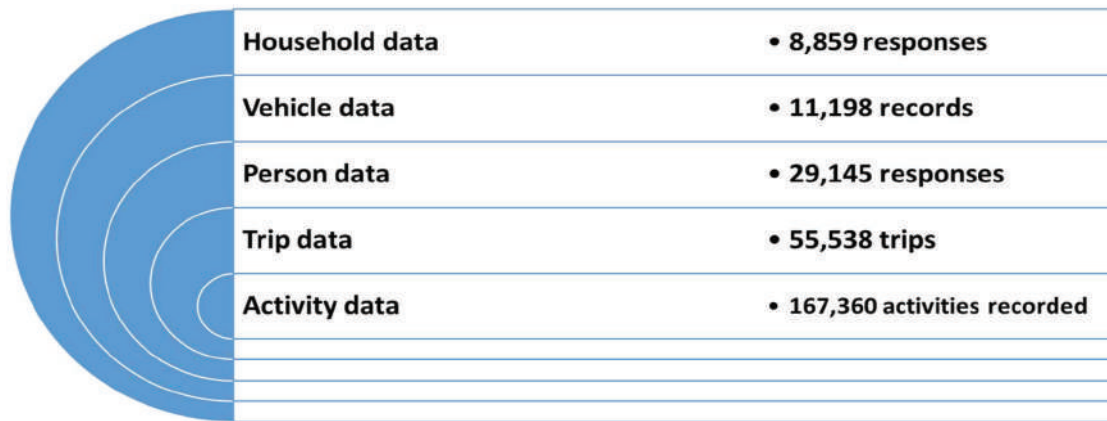 Household data • 8,859 responses
Vehicle data • 11,198 records
Person data • 29,145 responses
Trip data • 55,538 trips
Activity data • 167,360 activities recorded